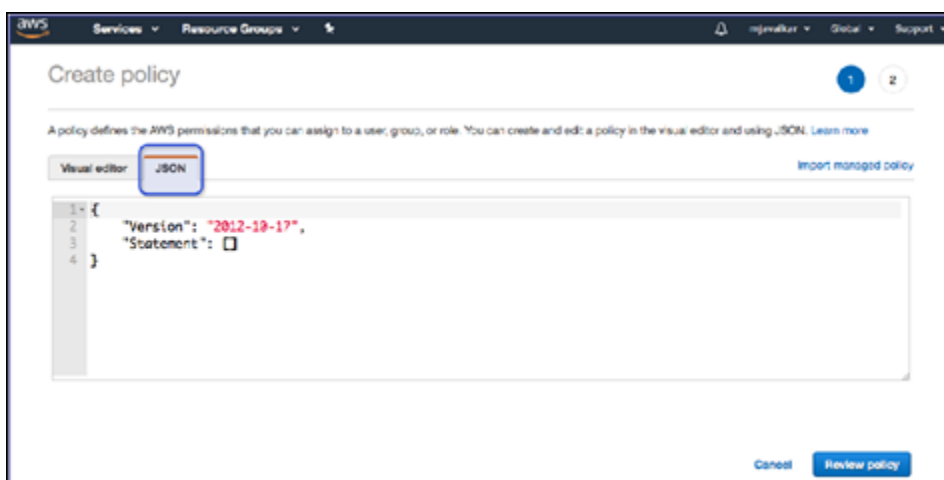 aws Services Resource Groups Global Support
Create policy 1 2
A policy defines the AWS permissions that you can assign to a user, group, or role. You can create and edit a policy in the visual editor and using JSON. Learn more
Visual editor JSON Import managed policy
1 {
2 "Version": "2012-10-17",
3 "Statement": []
4 }
Cancel Review policy